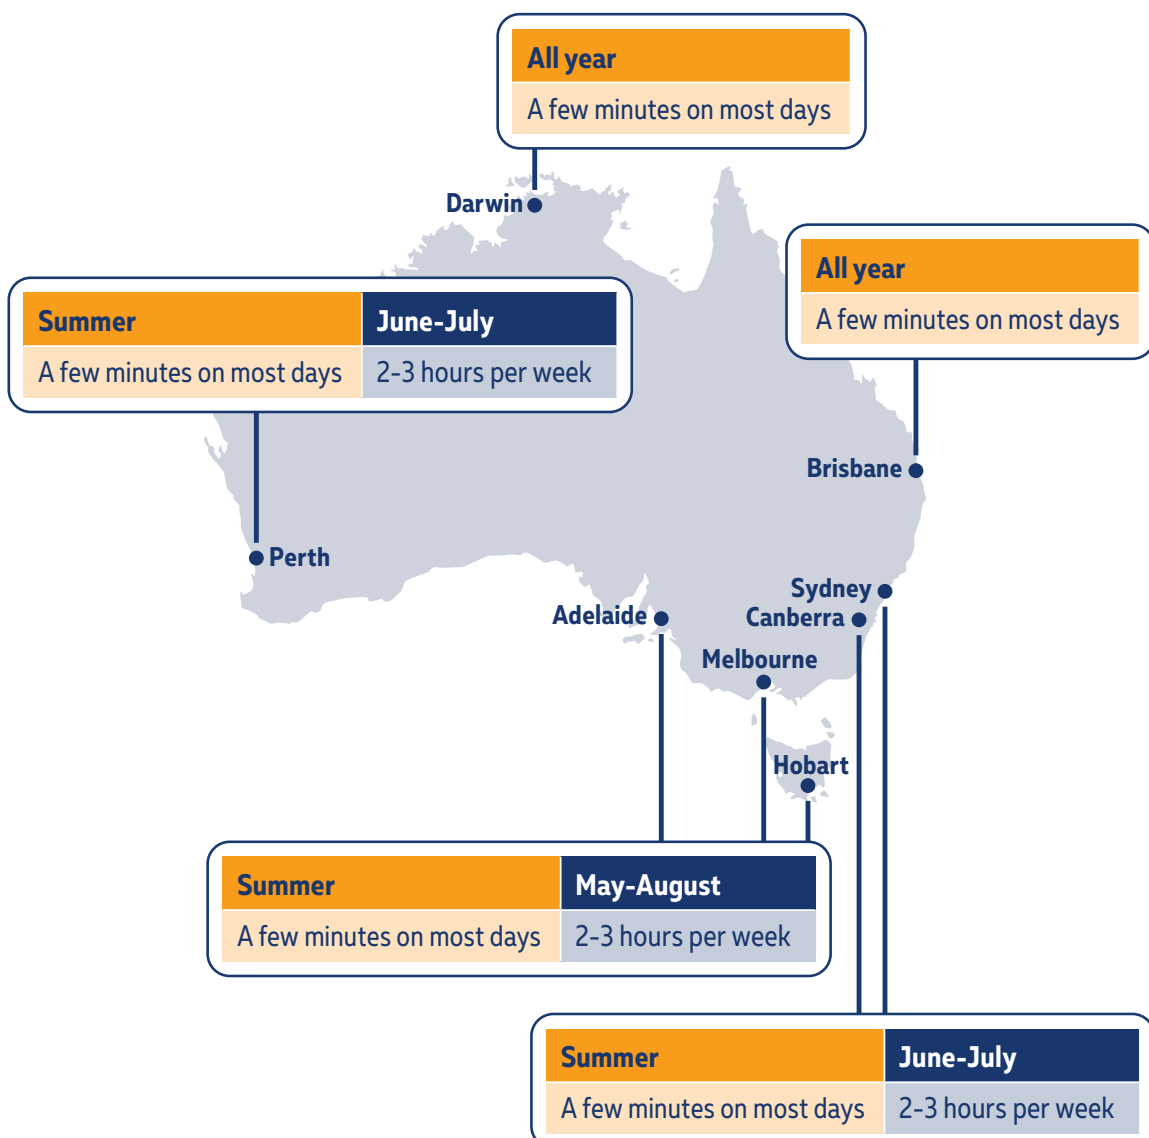 All year
A few minutes on most days
Darwin
All year
A few minutes on most days
Summer June-July
A few minutes on most days 2-3 hours per week
Brisbane
Perth
Sydney
Adelaide
Canberra
Melbourne
Hobart
Summer May-August
A few minutes on most days 2-3 hours per week
Summer June-July
A few minutes on most days 2-3 hours per week